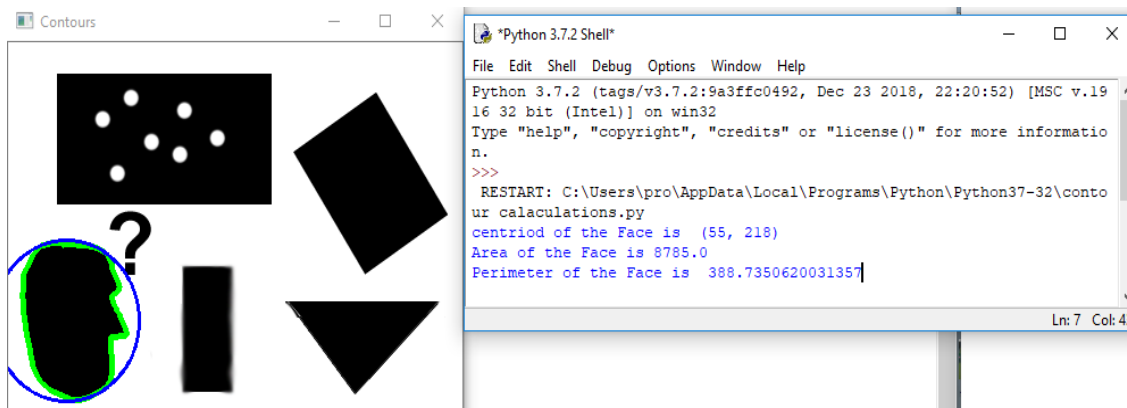 Contours
?
*Python 3.7.2 Shell*
File Edit Shell Debug Options Window Help
Python 3.7.2 (tags/v3.7.2:9a3ffc0492, Dec 23 2018, 22:20:52) [MSC v.19
16 32 bit (Intel)] on win32
Type "help", "copyright", "credits" or "license()" for more informatio
n.
>>>
RESTART: C:\Users\pro\AppData\Local\Programs\Python\Python37-32\conto
ur calaculations.py
centriod of the Face is (55, 218)
Area of the Face is 8785.0
Perimeter of the Face is 388.7350620031357
Ln: 7 Col: 4